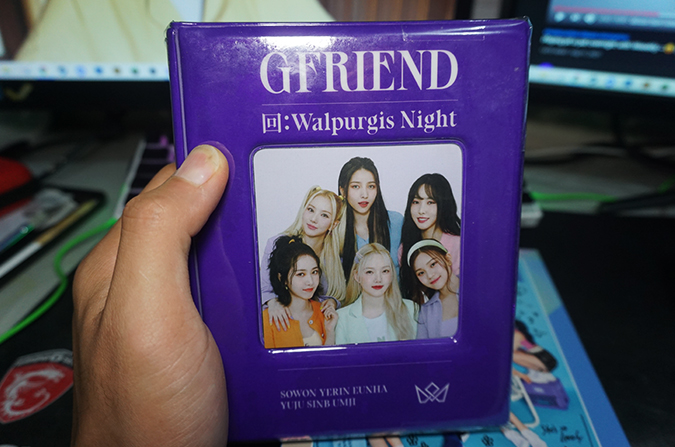 GFRIEND
回:Walpurgis Night
SOWON YERIN EUNHA
YUJU SINB UMJI